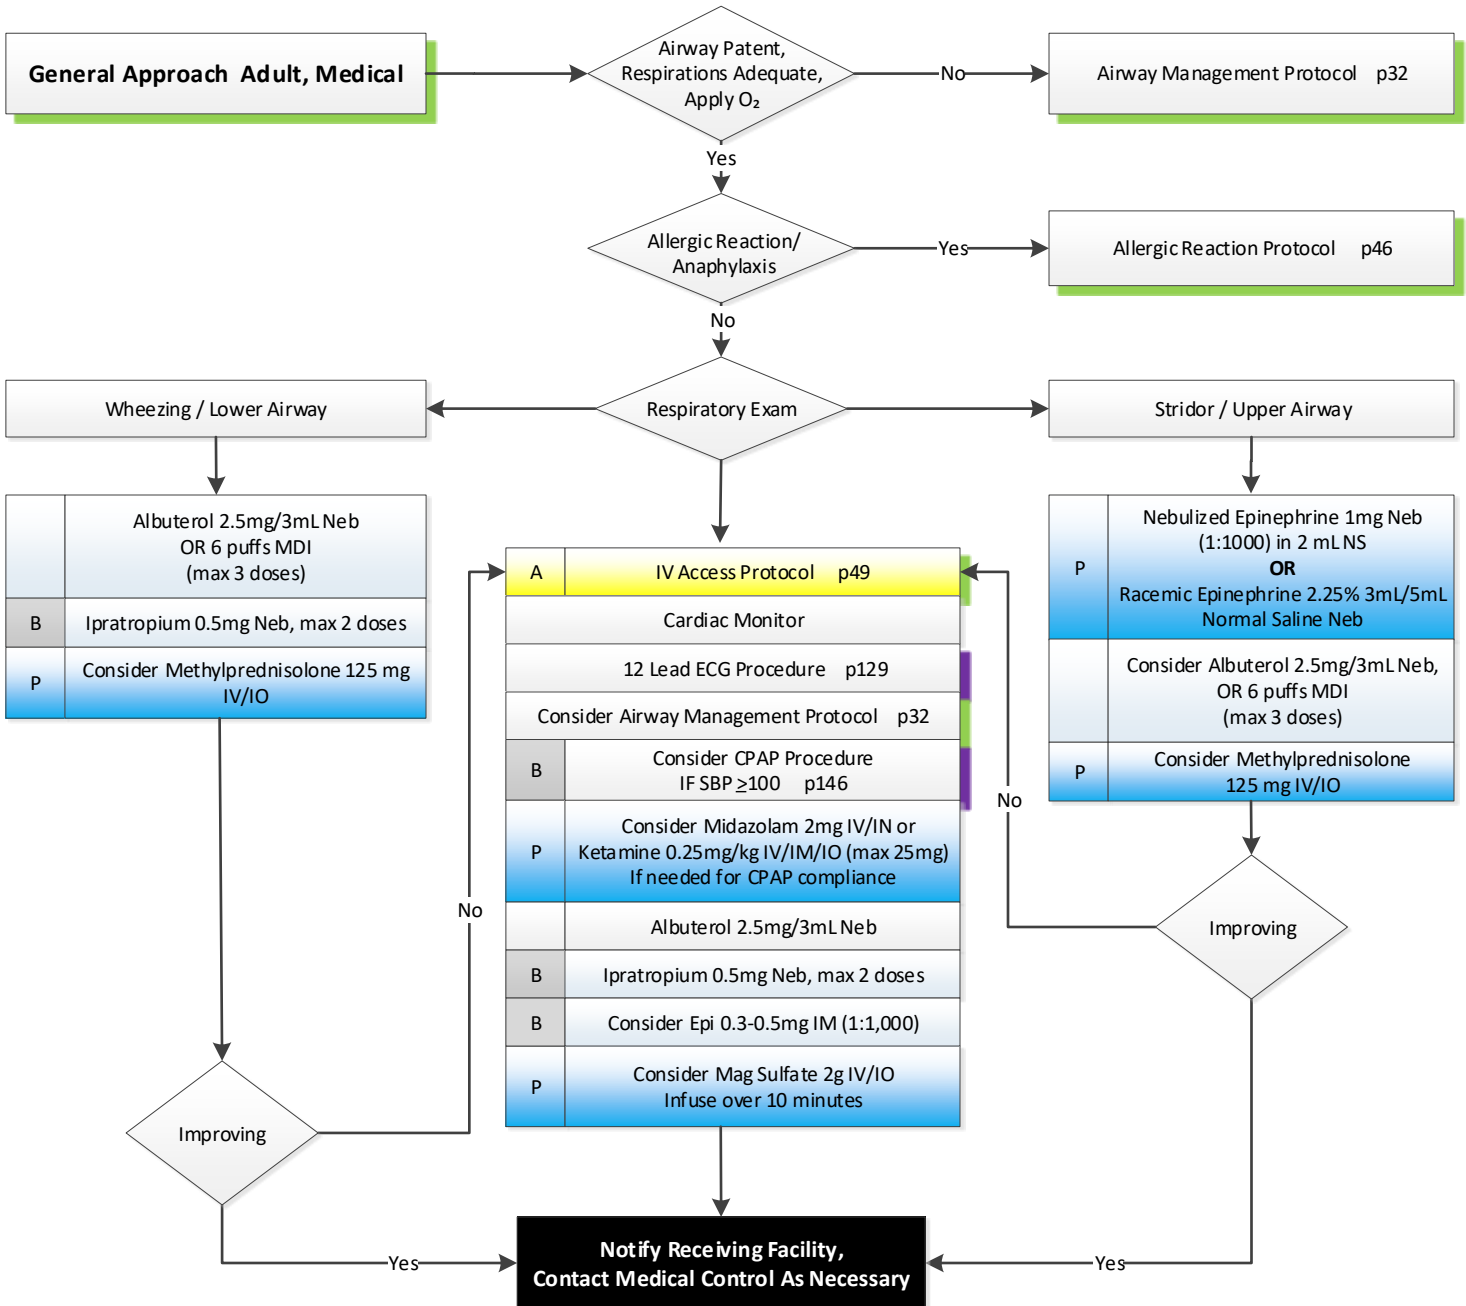 General Approach Adult, Medical
Airway Patent,
Respirations Adequate,
Apply O₂
No
Airway Management Protocol p32
Yes
Allergic Reaction/
Anaphylaxis
Yes
Allergic Reaction Protocol p46
No
Wheezing / Lower Airway
Respiratory Exam
Stridor / Upper Airway
Albuterol 2.5mg/3mL Neb
OR 6 puffs MDI
(max 3 doses)
B
Ipratropium 0.5mg Neb, max 2 doses
P
Consider Methylprednisolone 125 mg
IV/IO
Improving
No
Yes
A
IV Access Protocol p49
Cardiac Monitor
12 Lead ECG Procedure p129
Consider Airway Management Protocol p32
B
Consider CPAP Procedure
IF SBP ≥100 p146
P
Consider Midazolam 2mg IV/IN or
Ketamine 0.25mg/kg IV/IM/IO (max 25mg)
If needed for CPAP compliance
Albuterol 2.5mg/3mL Neb
B
Ipratropium 0.5mg Neb, max 2 doses
B
Consider Epi 0.3-0.5mg IM (1:1,000)
P
Consider Mag Sulfate 2g IV/IO
Infuse over 10 minutes
P
Nebulized Epinephrine 1mg Neb
(1:1000) in 2 mL NS
OR
Racemic Epinephrine 2.25% 3mL/5mL
Normal Saline Neb
Consider Albuterol 2.5mg/3mL Neb,
OR 6 puffs MDI
(max 3 doses)
P
Consider Methylprednisolone
125 mg IV/IO
No
Improving
Yes
Notify Receiving Facility,
Contact Medical Control As Necessary